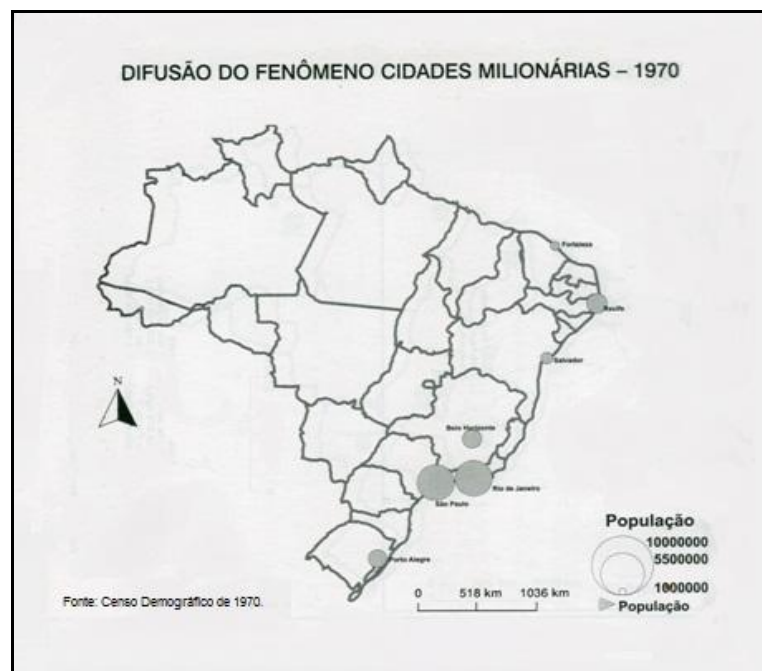 DIFUSÃO DO FENÔMENO CIDADES MILIONÁRIAS – 1970
Fortaleza
Recife
Salvador
N
Belo Horizonte
Rio de Janeiro
São Paulo
Porto Alegre
População
10000000
5500000
1000000
População
0 518 km 1036 km
Fonte: Censo Demográfico de 1970.